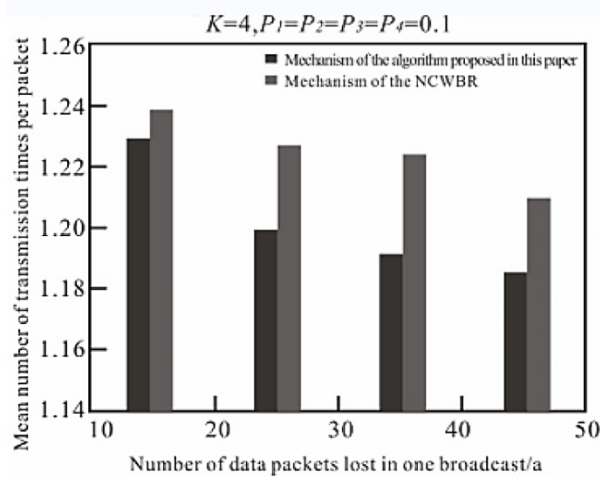 K=4,P1=P2=P3=P4=0.1
Mean number of transmission times per packet
1.26
1.24
1.22
1.20
1.18
1.16
1.14
Mechanism of the algorithm proposed in this paper
Mechanism of the NCWBR
10 20 30 40 50
Number of data packets lost in one broadcast/a